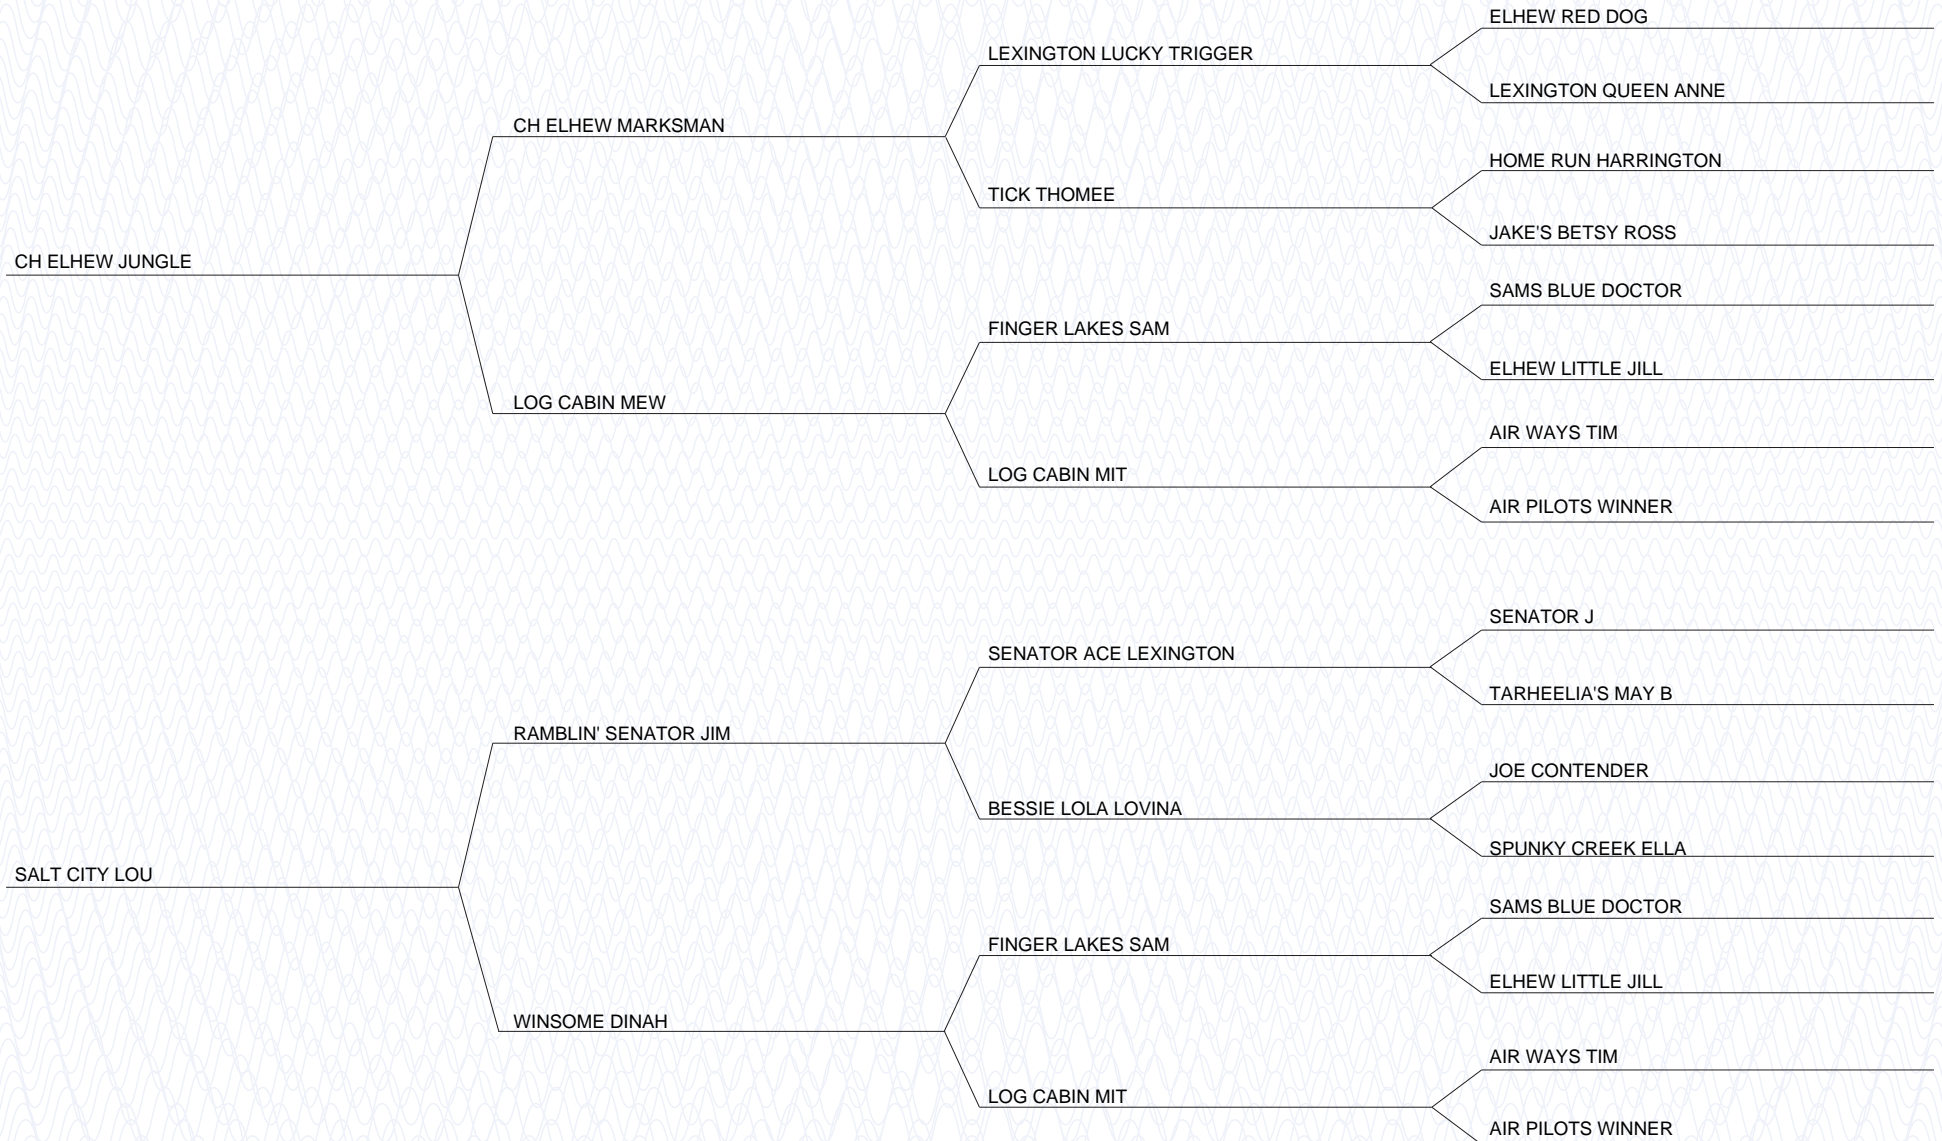 ELHEW RED DOG
LEXINGTON LUCKY TRIGGER
LEXINGTON QUEEN ANNE
CH ELHEW MARKSMAN
HOME RUN HARRINGTON
TICK THOMEE
JAKE'S BETSY ROSS
CH ELHEW JUNGLE
SAMS BLUE DOCTOR
FINGER LAKES SAM
ELHEW LITTLE JILL
LOG CABIN MEW
AIR WAYS TIM
LOG CABIN MIT
AIR PILOTS WINNER
SENATOR J
SENATOR ACE LEXINGTON
TARHEELIA'S MAY B
RAMBLIN' SENATOR JIM
JOE CONTENDER
BESSIE LOLA LOVINA
SPUNKY CREEK ELLA
SALT CITY LOU
SAMS BLUE DOCTOR
FINGER LAKES SAM
ELHEW LITTLE JILL
WINSOME DINAH
AIR WAYS TIM
LOG CABIN MIT
AIR PILOTS WINNER